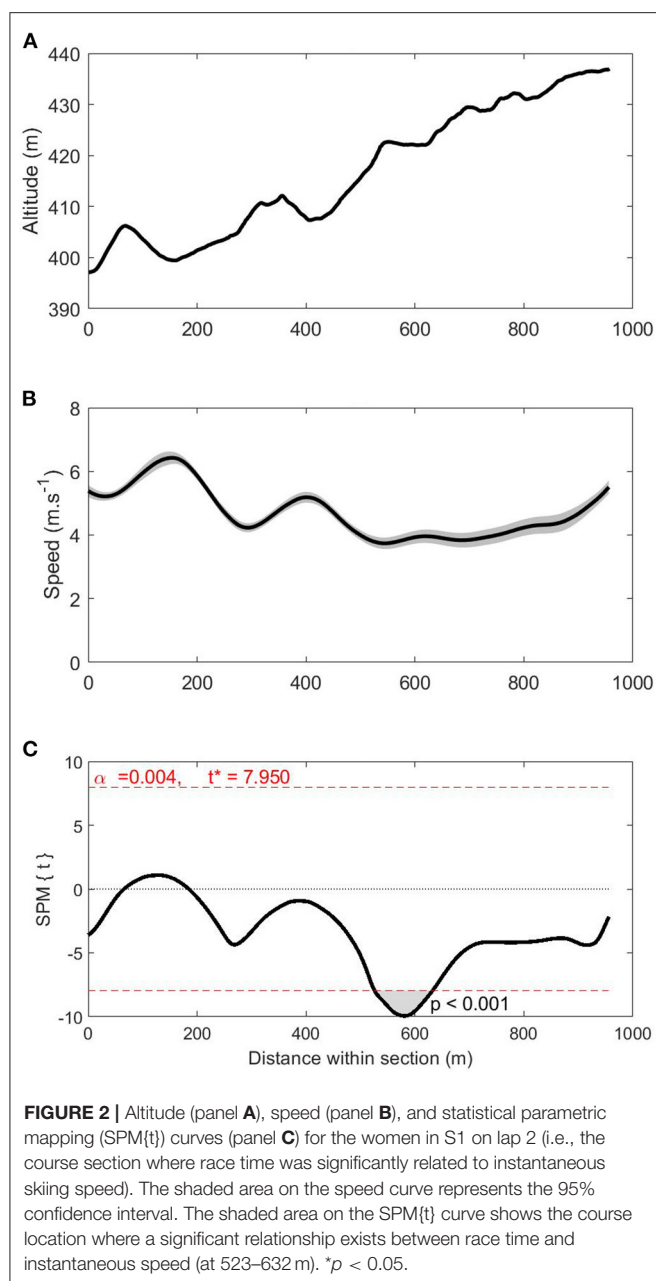 A
440
430
420
410
400
390
Altitude (m)
0 200 400 600 800 1000
B
8
6
4
2
0
Speed (m.s⁻¹)
0 200 400 600 800 1000
C
10
5
0
-5
-10
SPM { t }
α =0.004, t* = 7.950
p < 0.001
0 200 400 600 800 1000
Distance within section (m)
FIGURE 2 | Altitude (panel A), speed (panel B), and statistical parametric
mapping (SPM{t}) curves (panel C) for the women in S1 on lap 2 (i.e., the
course section where race time was significantly related to instantaneous
skiing speed). The shaded area on the speed curve represents the 95%
confidence interval. The shaded area on the SPM{t} curve shows the course
location where a significant relationship exists between race time and
instantaneous speed (at 523–632 m). *p < 0.05.